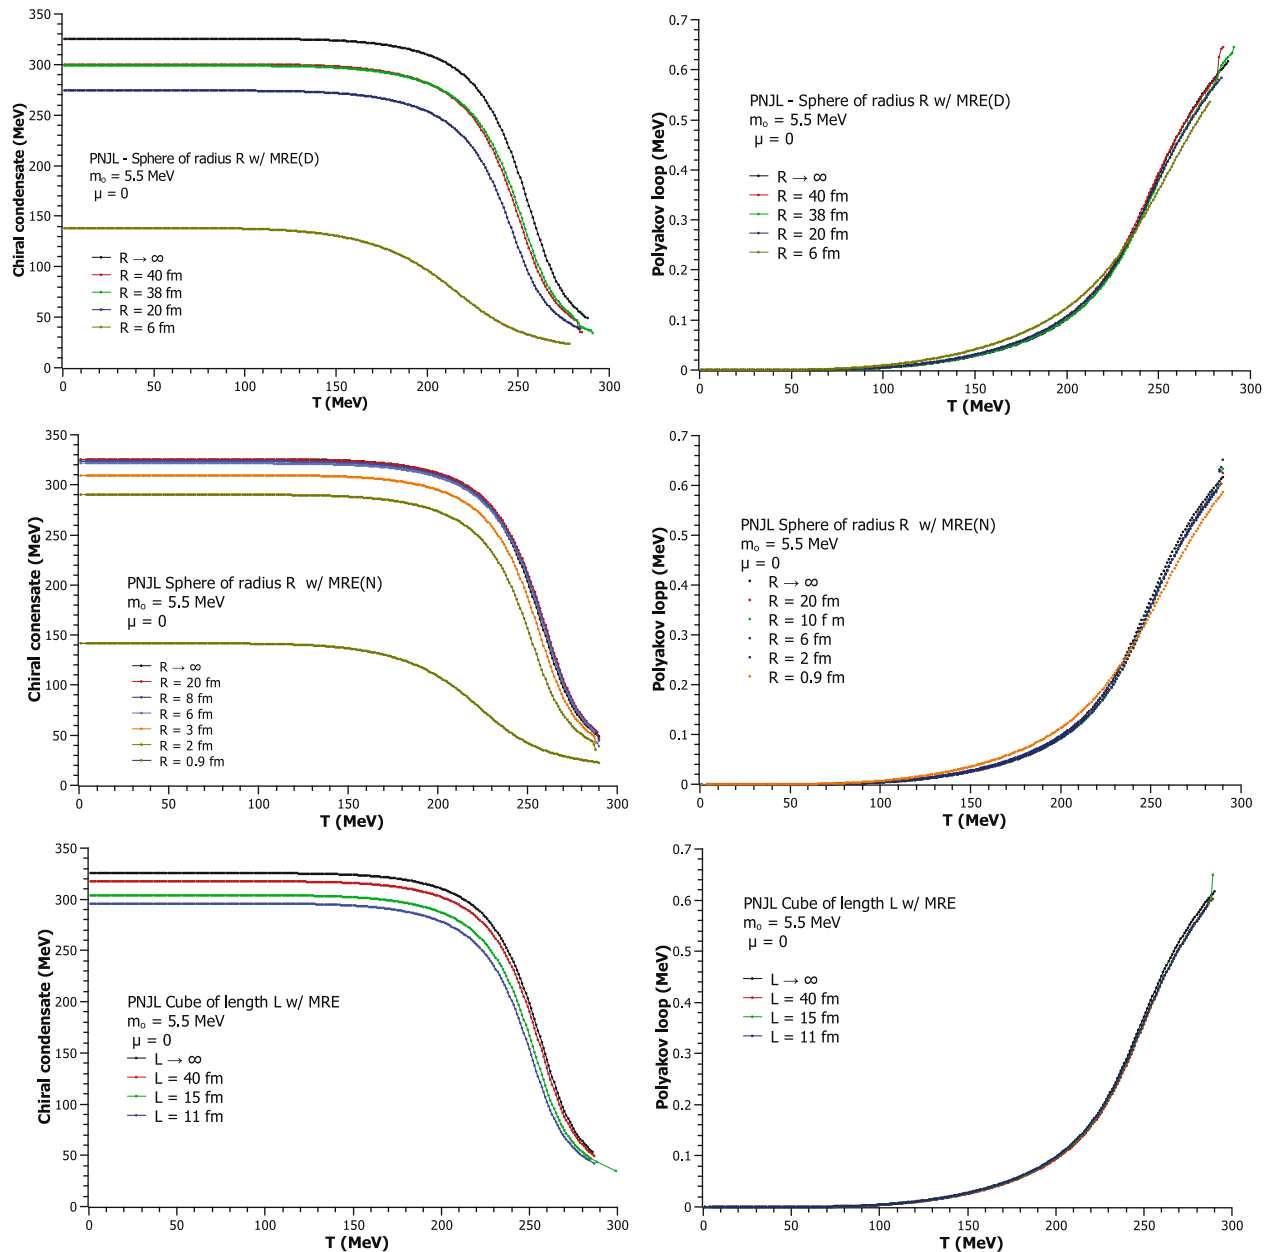 350
300
250
200
150
100
50
0
Chiral condensate (MeV)
PNJL - Sphere of radius R w/ MRE(D)
mₒ = 5.5 MeV
μ = 0
R → ∞
R = 40 fm
R = 38 fm
R = 20 fm
R = 6 fm
0 50 100 150 200 250 300
T (MeV)
0.7
0.6
0.5
0.4
0.3
0.2
0.1
0
Polyakov loop (MeV)
PNJL - Sphere of radius R w/ MRE(D)
mₒ = 5.5 MeV
μ = 0
R → ∞
R = 40 fm
R = 38 fm
R = 20 fm
R = 6 fm
0 50 100 150 200 250 300
T (MeV)
350
300
250
200
150
100
50
0
Chiral conensate (MeV)
PNJL Sphere of radius R w/ MRE(N)
mₒ = 5.5 MeV
μ = 0
R → ∞
R = 20 fm
R = 8 fm
R = 6 fm
R = 3 fm
R = 2 fm
R = 0.9 fm
0 50 100 150 200 250 300
T (MeV)
0.7
0.6
0.5
0.4
0.3
0.2
0.1
0
Polyakov lopp (MeV)
PNJL Sphere of radius R w/ MRE(N)
mₒ = 5.5 MeV
μ = 0
R → ∞
R = 20 fm
R = 10 f m
R = 6 fm
R = 2 fm
R = 0.9 fm
0 50 100 150 200 250 300
T (MeV)
350
300
250
200
150
100
50
0
Chiral condensate (MeV)
PNJL Cube of length L w/ MRE
mₒ = 5.5 MeV
μ = 0
L → ∞
L = 40 fm
L = 15 fm
L = 11 fm
0 50 100 150 200 250 300
T (MeV)
0.7
0.6
0.5
0.4
0.3
0.2
0.1
0
Polyakov loop (MeV)
PNJL Cube of length L w/ MRE
mₒ = 5.5 MeV
μ = 0
L → ∞
L = 40 fm
L = 15 fm
L = 11 fm
0 50 100 150 200 250 300
T (MeV)